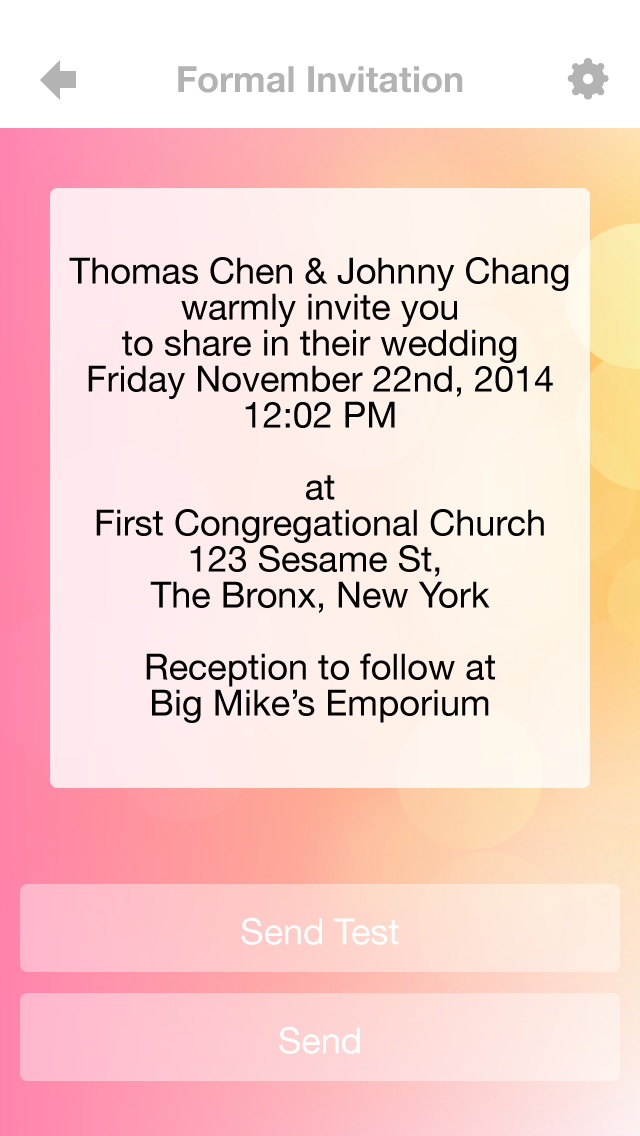 Formal Invitation
Thomas Chen & Johnny Chang
warmly invite you
to share in their wedding
Friday November 22nd, 2014
12:02 PM
at
First Congregational Church
123 Sesame St,
The Bronx, New York
Reception to follow at
Big Mike’s Emporium
Send Test
Send